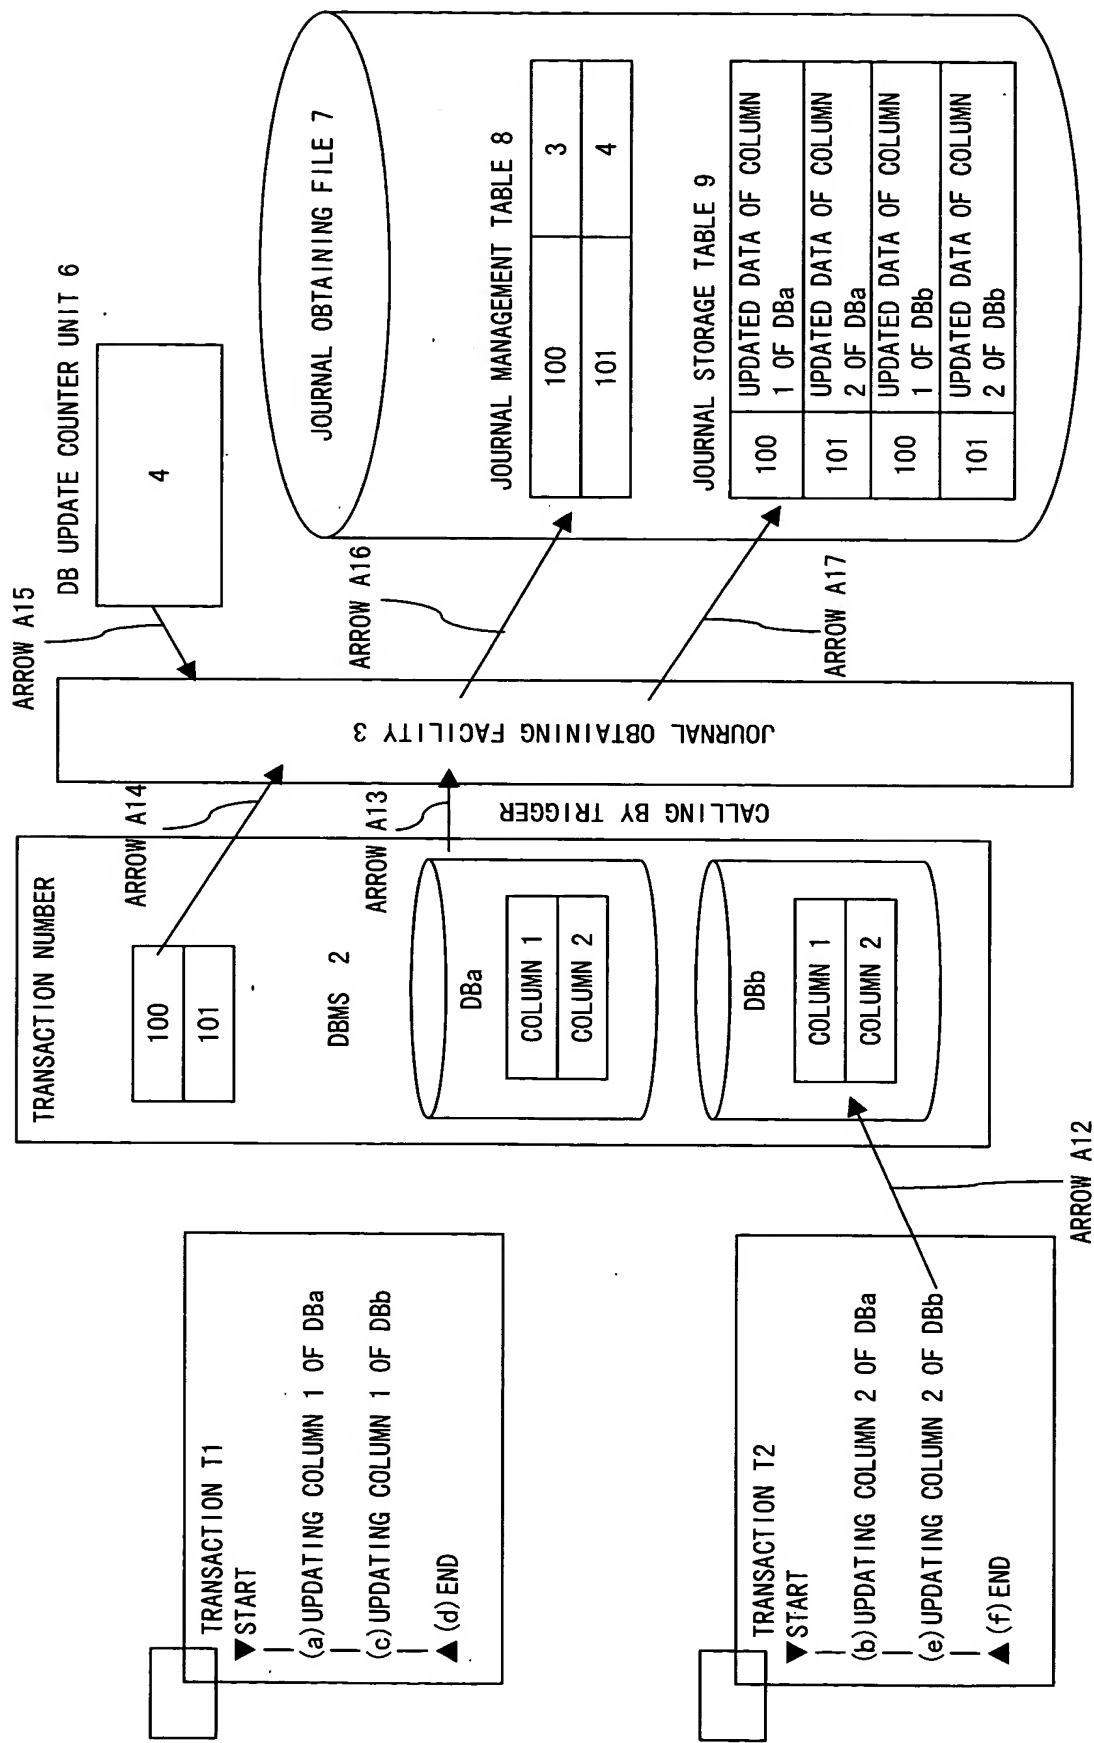 TRANSACTION T1
▼START
(a)UPDATING COLUMN 1 OF DBa
(c)UPDATING COLUMN 1 OF DBb
▲(d)END
TRANSACTION T2
▼START
(b)UPDATING COLUMN 2 OF DBa
(e)UPDATING COLUMN 2 OF DBb
▲(f)END
ARROW A12
TRANSACTION NUMBER
100
101
DBMS 2
DBa
COLUMN 1
COLUMN 2
DBb
COLUMN 1
COLUMN 2
ARROW A14
ARROW A13
CALLING BY TRIGGER
JOURNAL OBTAINING FACILITY 3
ARROW A15
DB UPDATE COUNTER UNIT 6
4
ARROW A16
ARROW A17
JOURNAL OBTAINING FILE 7
JOURNAL MANAGEMENT TABLE 8
100 3
101 4
JOURNAL STORAGE TABLE 9
100 UPDATED DATA OF COLUMN
1 OF DBa
101 UPDATED DATA OF COLUMN
2 OF DBa
100 UPDATED DATA OF COLUMN
1 OF DBb
101 UPDATED DATA OF COLUMN
2 OF DBb